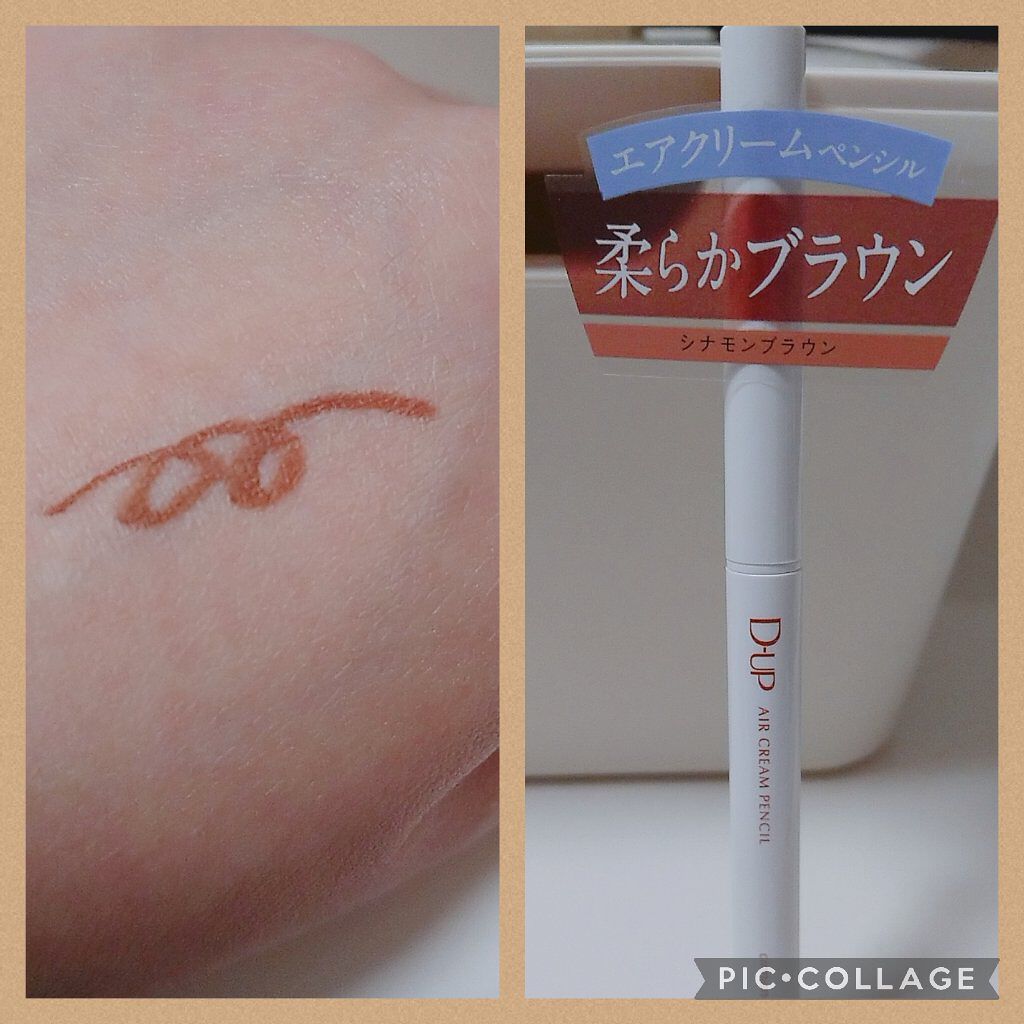 エアクリームペンシル
柔らかブラウン
シナモンブラウン
D-UP
AIR CREAM PENCIL
PIC•COLLAGE